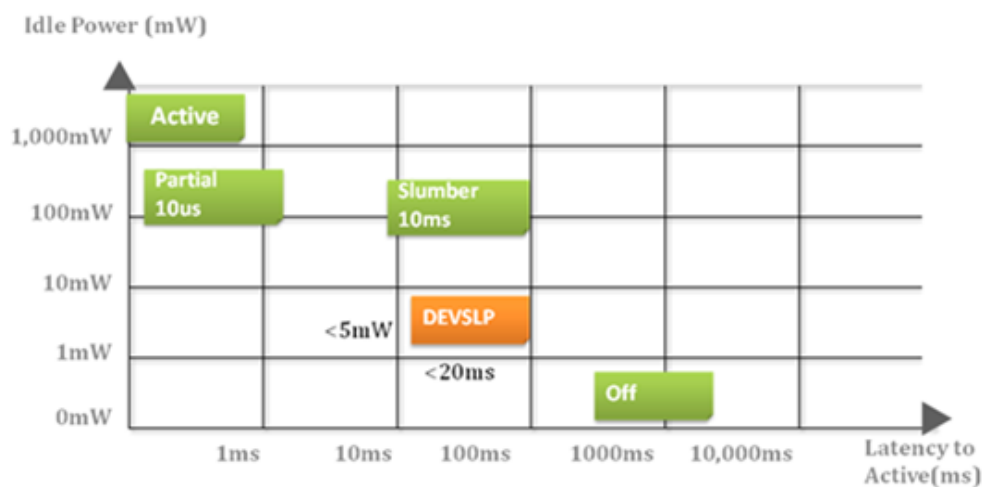 Idle Power (mW)
Active
1,000mW
Partial
10us
Slumber
10ms
100mW
10mW
DEVSLP
<5mW
1mW
<20ms
Off
0mW
1ms
10ms
100ms
1000ms
10,000ms
Latency to
Active(ms)